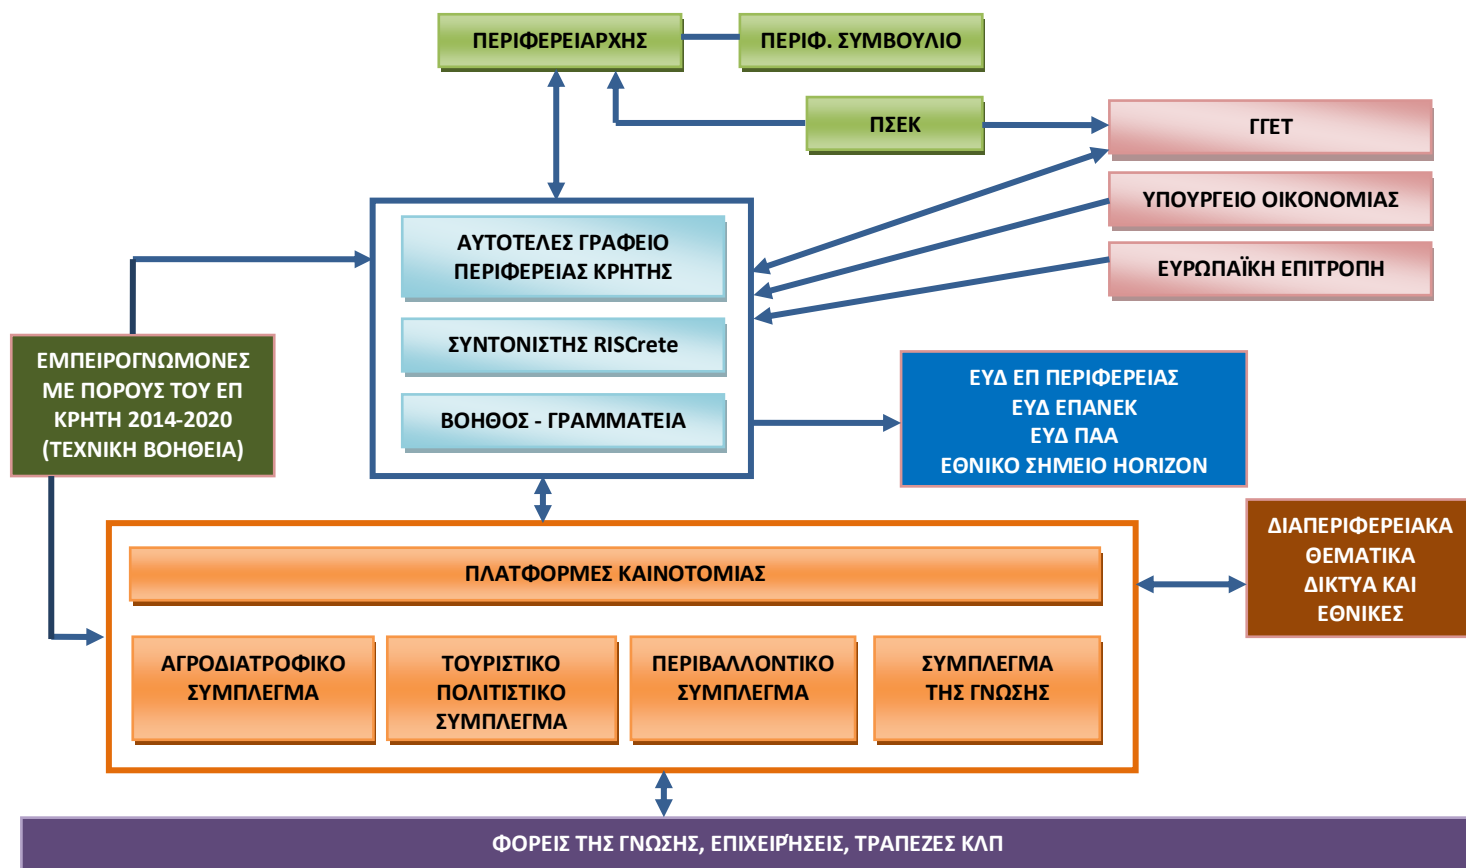 ΠΕΡΙΦΕΡΕΙΑΡΧΗΣ
ΠΕΡΙΦ. ΣΥΜΒΟΥΛΙΟ
ΠΣΕΚ
ΓΓΕΤ
ΥΠΟΥΡΓΕΙΟ ΟΙΚΟΝΟΜΙΑΣ
ΕΥΡΩΠΑΪΚΗ ΕΠΙΤΡΟΠΗ
ΑΥΤΟΤΕΛΕΣ ΓΡΑΦΕΙΟ
ΠΕΡΙΦΕΡΕΙΑΣ ΚΡΗΤΗΣ
ΣΥΝΤΟΝΙΣΤΗΣ RISCrete
ΒΟΗΘΟΣ - ΓΡΑΜΜΑΤΕΙΑ
ΕΜΠΕΙΡΟΓΝΩΜΟΝΕΣ
ΜΕ ΠΟΡΟΥΣ ΤΟΥ ΕΠ
ΚΡΗΤΗ 2014-2020
(ΤΕΧΝΙΚΗ ΒΟΗΘΕΙΑ)
ΕΥΔ ΕΠ ΠΕΡΙΦΕΡΕΙΑΣ
ΕΥΔ ΕΠΑΝΕΚ
ΕΥΔ ΠΑΑ
ΕΘΝΙΚΟ ΣΗΜΕΙΟ HORIZON
ΔΙΑΠΕΡΙΦΕΡΕΙΑΚΑ
ΘΕΜΑΤΙΚΑ
ΔΙΚΤΥΑ ΚΑΙ
ΕΘΝΙΚΕΣ
ΠΛΑΤΦΟΡΜΕΣ ΚΑΙΝΟΤΟΜΙΑΣ
ΑΓΡΟΔΙΑΤΡΟΦΙΚΟ
ΣΥΜΠΛΕΓΜΑ
ΤΟΥΡΙΣΤΙΚΟ
ΠΟΛΙΤΙΣΤΙΚΟ
ΣΥΜΠΛΕΓΜΑ
ΠΕΡΙΒΑΛΛΟΝΤΙΚΟ
ΣΥΜΠΛΕΓΜΑ
ΣΥΜΠΛΕΓΜΑ
ΤΗΣ ΓΝΩΣΗΣ
ΦΟΡΕΙΣ ΤΗΣ ΓΝΩΣΗΣ, ΕΠΙΧΕΙΡΉΣΕΙΣ, ΤΡΑΠΕΖΕΣ ΚΛΠ